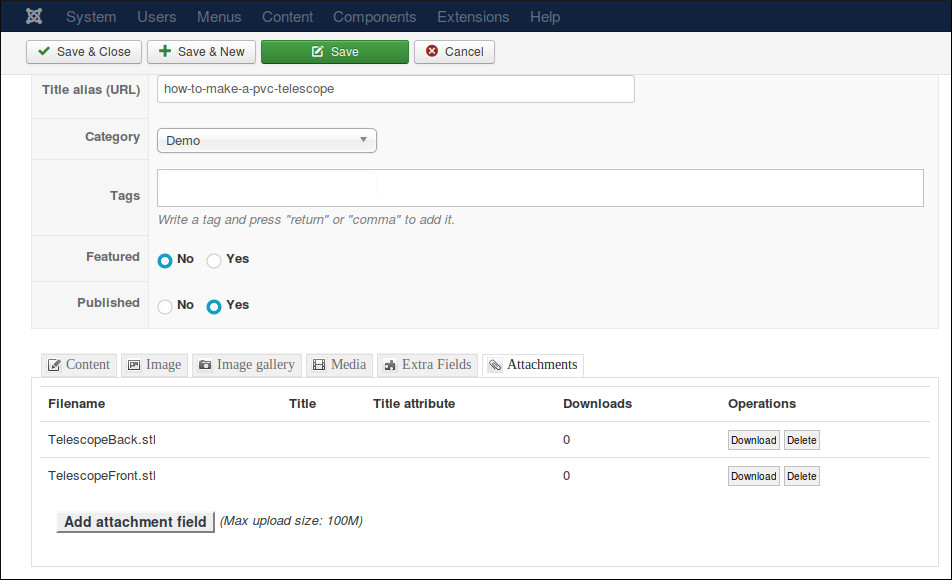 System Users Menus Content Components Extensions Help
Save & Close Save & New Save Cancel
Title alias (URL) how-to-make-a-pvc-telescope
Category Demo
Tags
Write a tag and press "return" or "comma" to add it.
Featured No Yes
Published No Yes
Content Image Image gallery Media Extra Fields Attachments
Filename Title Title attribute Downloads Operations
TelescopeBack.stl 0 Download Delete
TelescopeFront.stl 0 Download Delete
Add attachment field (Max upload size: 100M)